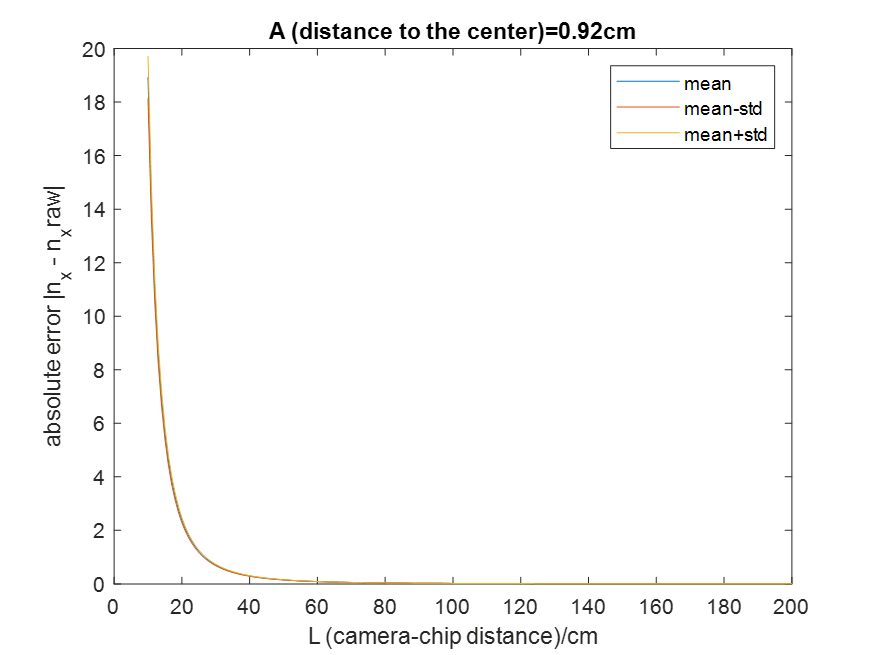 A (distance to the center)=0.92cm
20
18
16
14
12
10
8
6
4
2
0
absolute error |n_x - n_xraw|
mean
mean-std
mean+std
0 20 40 60 80 100 120 140 160 180 200
L (camera-chip distance)/cm